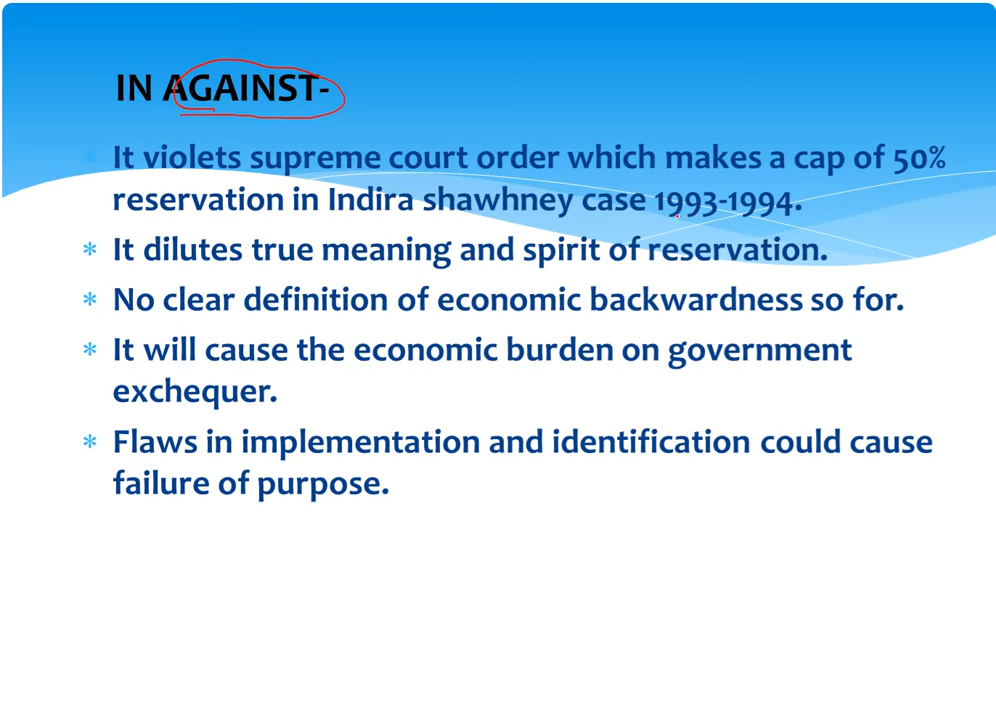 IN AGAINST-
It violets supreme court order which makes a cap of 50%
reservation in Indira shawhney case 1993-1994.
It dilutes true meaning and spirit of reservation.
No clear definition of economic backwardness so for.
It will cause the economic burden on government
exchequer.
Flaws in implementation and identification could cause
failure of purpose.